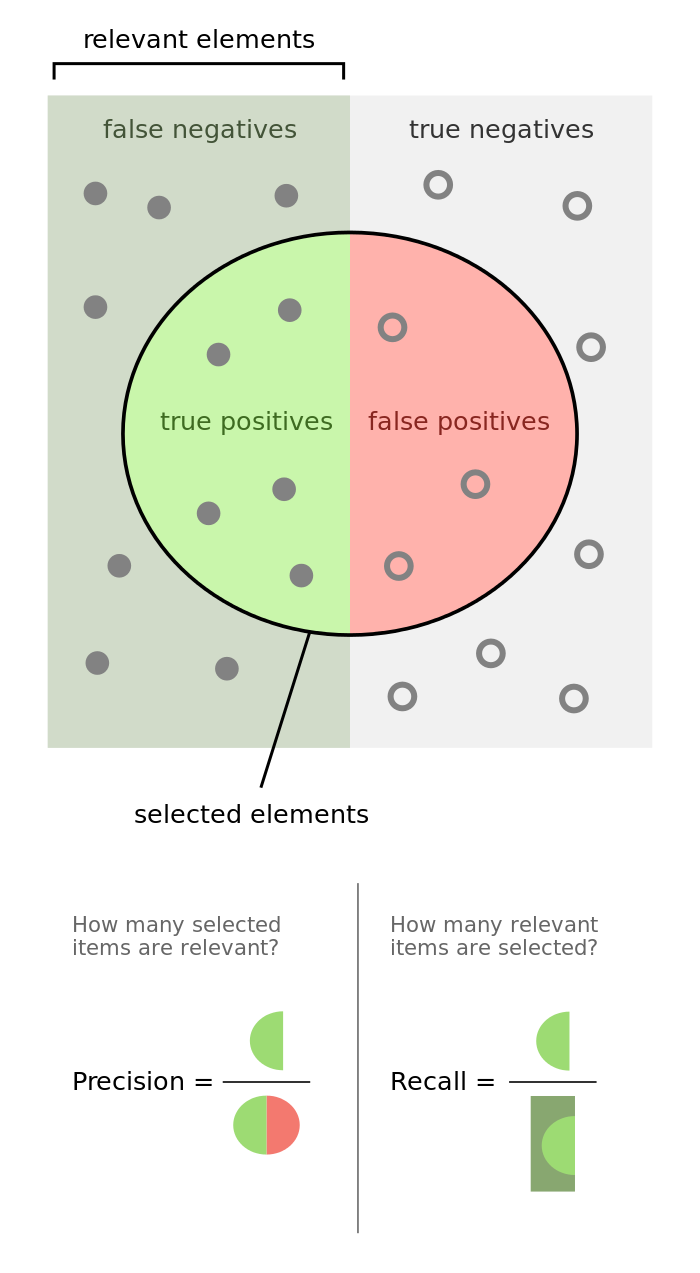 relevant elements
false negatives
true negatives
true positives
false positives
selected elements
How many selected
items are relevant?
Precision =
How many relevant
items are selected?
Recall =